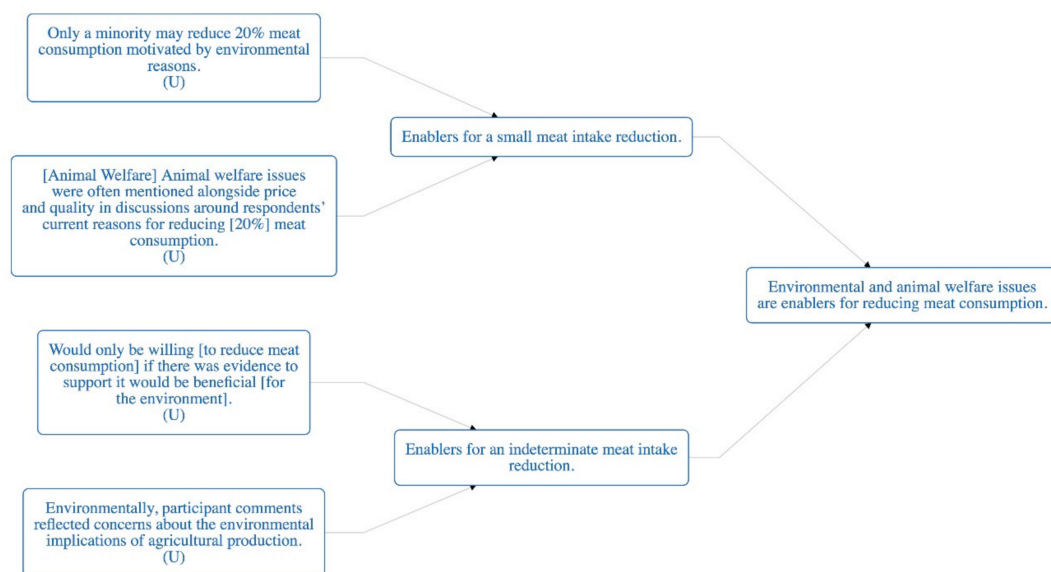 Only a minority may reduce 20% meat
consumption motivated by environmental
reasons.
(U)
[Animal Welfare] Animal welfare issues
were often mentioned alongside price
and quality in discussions around respondents’
current reasons for reducing [20%] meat
consumption.
(U)
Enablers for a small meat intake reduction.
Would only be willing [to reduce meat
consumption] if there was evidence to
support it would be beneficial [for
the environment].
(U)
Environmentally, participant comments
reflected concerns about the environmental
implications of agricultural production.
(U)
Enablers for an indeterminate meat intake
reduction.
Environmental and animal welfare issues
are enablers for reducing meat consumption.